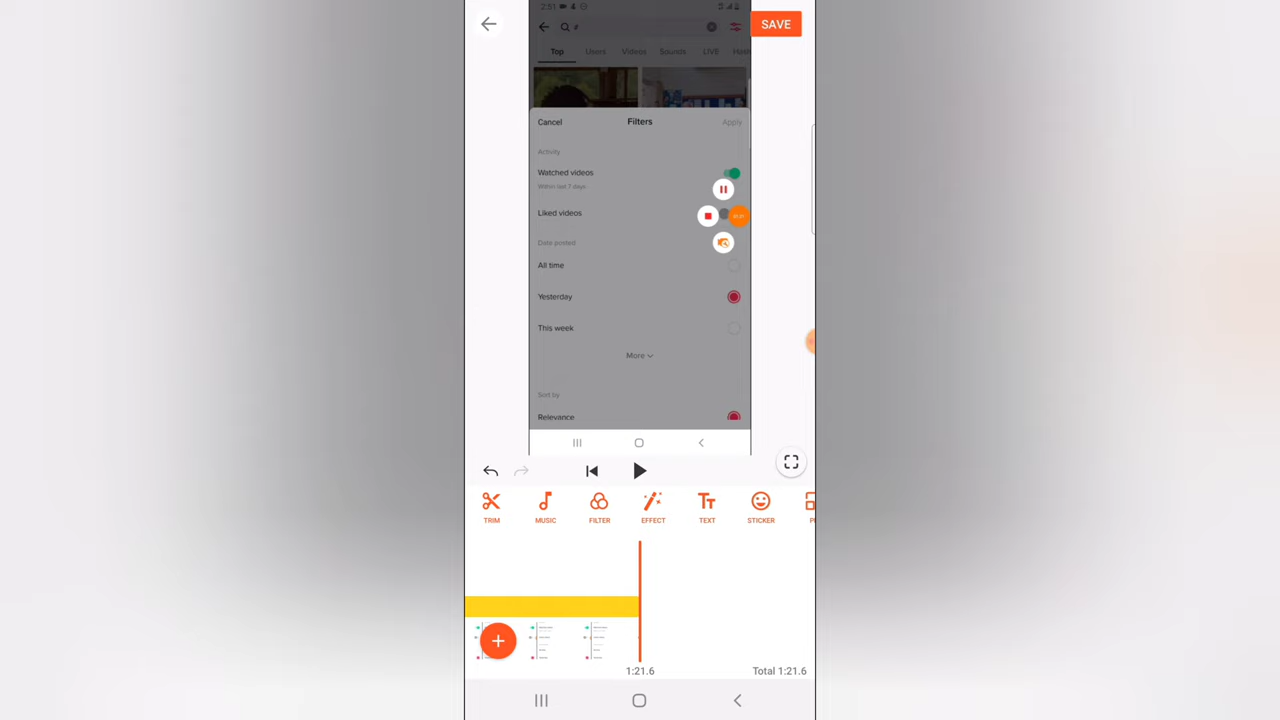 2:51
SAVE
#
Top Users Videos Sounds LIVE Hash
Cancel Filters Apply
Activity
Watched videos
Within last 7 days
Liked videos
Date posted
All time
Yesterday
This week
More
Sort by
Relevance
TRIM MUSIC FILTER EFFECT TEXT STICKER
1:21.6 Total 1:21.6